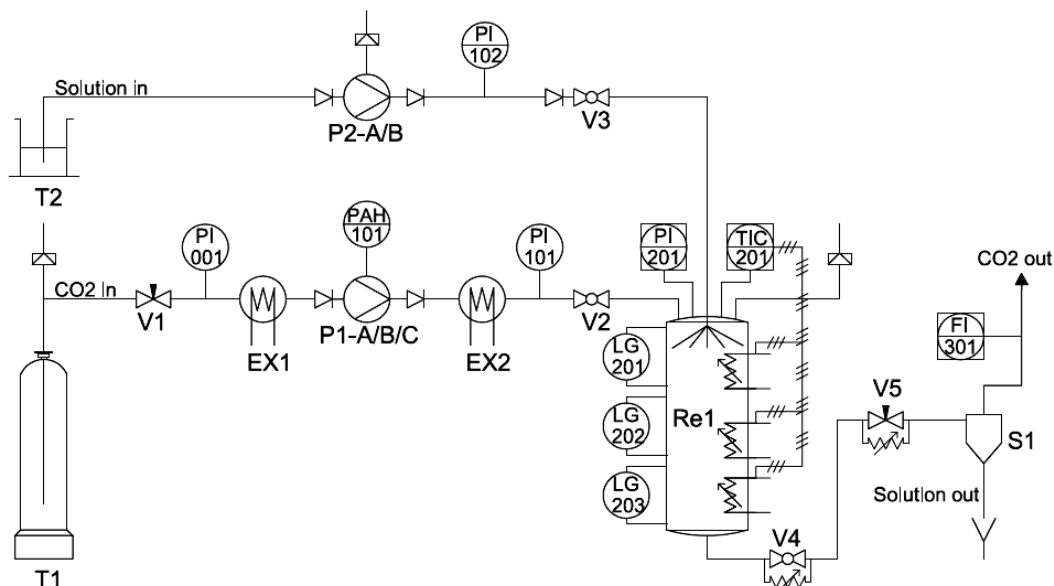 PI
102
Solution in
P2-A/B
V3
T2
PI
001
PAH
101
PI
101
PI
201
TIC
201
CO2 out
CO2 In
V1
P1-A/B/C
V2
EX1
EX2
FI
301
LG
201
V5
LG
202
Re1
S1
LG
203
Solution out
V4
T1